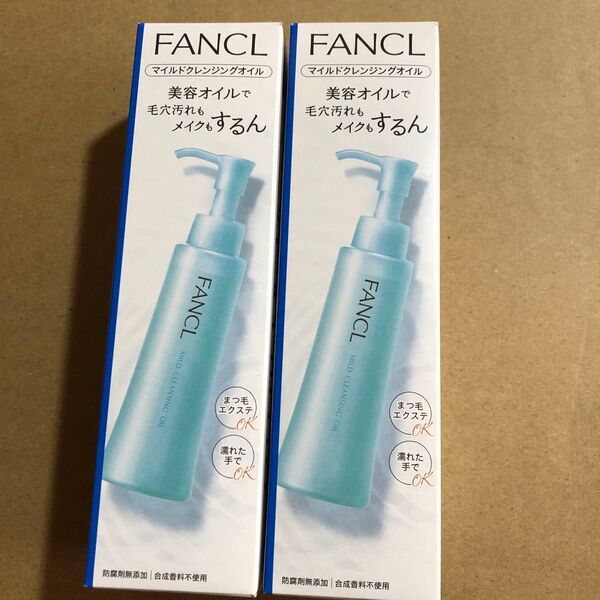 FANCL
マイルドクレンジングオイル
美容オイルで
毛穴汚れも
メイクもするん
FANCL
MILD CLEANSING OIL
まつ毛
エクステ
OK
濡れた
手で
OK
防腐剤無添加｜合成香料不使用
FANCL
マイルドクレンジングオイル
美容オイルで
毛穴汚れも
メイクもするん
FANCL
MILD CLEANSING OIL
まつ毛
エクステ
OK
濡れた
手で
OK
防腐剤無添加｜合成香料不使用